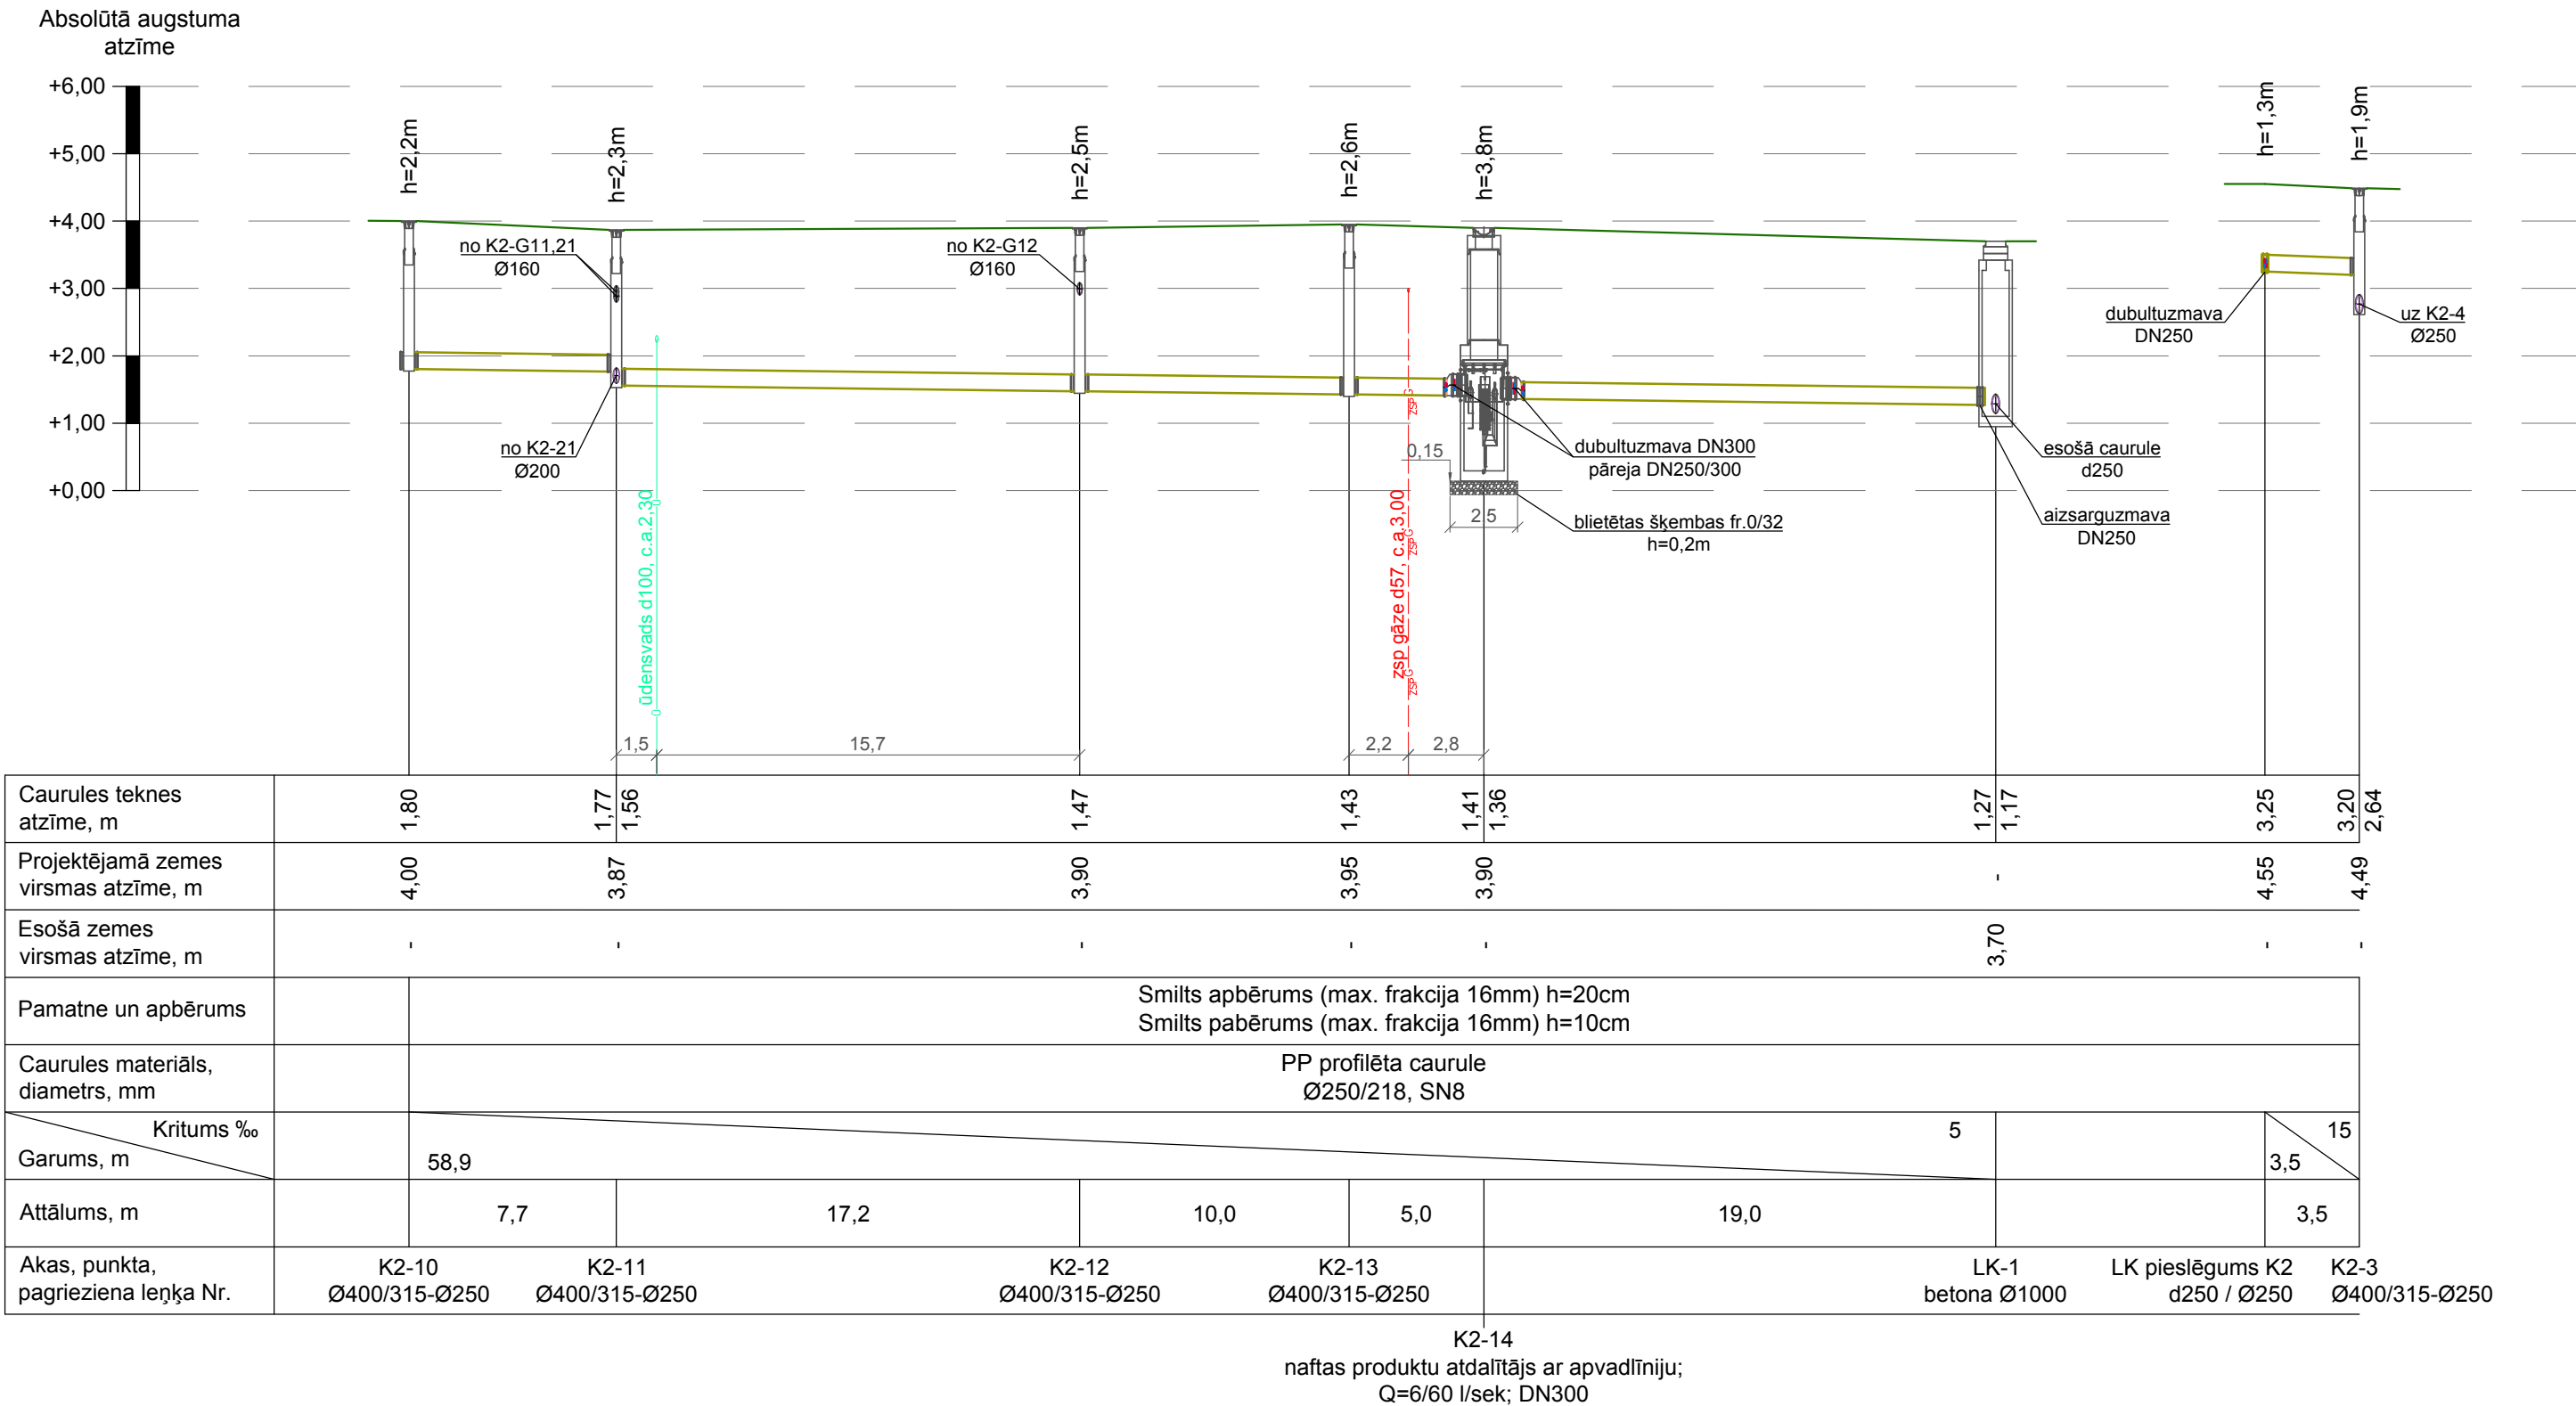 Absolūtā augstuma
atzīme
+6,00
+5,00
+4,00
+3,00
+2,00
+1,00
+0,00
h=2,2m
h=2,3m
h=2,5m
h=2,6m
h=3,8m
h=1,3m
h=1,9m
no K2-G11,21
Ø160
no K2-G12
Ø160
no K2-21
Ø200
dubultuzmava
DN250
uz K2-4
Ø250
dubultuzmava DN300
pāreja DN250/300
esošā caurule
d250
aizsarguzmava
DN250
blietētas šķembas fr.0/32
h=0,2m
0,15
2,5
ūdensvads d100, c.a.2,30
zsp gāze d57, c.a.3,00
zspG
zspG
zspG
1,5
15,7
2,2
2,8
Caurules teknes
atzīme, m
1,80
1,77
1,56
1,47
1,43
1,41
1,36
1,27
1,17
3,25
3,20
2,64
Projektējamā zemes
virsmas atzīme, m
4,00
3,87
3,90
3,95
3,90
-
4,55
4,49
Esošā zemes
virsmas atzīme, m
-
-
-
-
-
3,70
-
-
Pamatne un apbērums
Smilts apbērums (max. frakcija 16mm) h=20cm
Smilts pabērums (max. frakcija 16mm) h=10cm
Caurules materiāls,
diametrs, mm
PP profilēta caurule
Ø250/218, SN8
Kritums ‰
Garums, m
58,9
5
3,5
15
Attālums, m
7,7
17,2
10,0
5,0
19,0
3,5
Akas, punkta,
pagrieziena leņķa Nr.
K2-10
Ø400/315-Ø250
K2-11
Ø400/315-Ø250
K2-12
Ø400/315-Ø250
K2-13
Ø400/315-Ø250
LK-1
betona Ø1000
LK pieslēgums K2
d250 / Ø250
K2-3
Ø400/315-Ø250
K2-14
naftas produktu atdalītājs ar apvadlīniju;
Q=6/60 l/sek; DN300